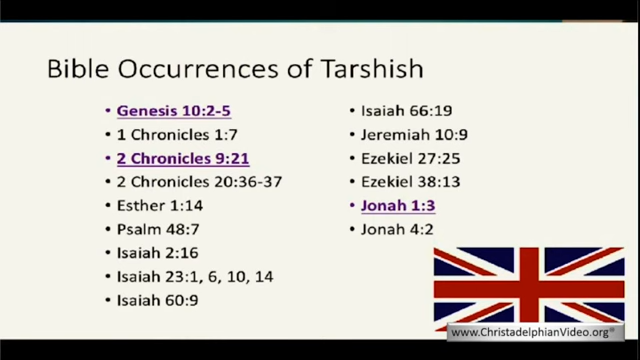 Bible Occurrences of Tarshish
• Genesis 10:2-5
• 1 Chronicles 1:7
• 2 Chronicles 9:21
• 2 Chronicles 20:36-37
• Esther 1:14
• Psalm 48:7
• Isaiah 2:16
• Isaiah 23:1, 6, 10, 14
• Isaiah 60:9
• Isaiah 66:19
• Jeremiah 10:9
• Ezekiel 27:25
• Ezekiel 38:13
• Jonah 1:3
• Jonah 4:2
www.ChristadelphianVideo.org®